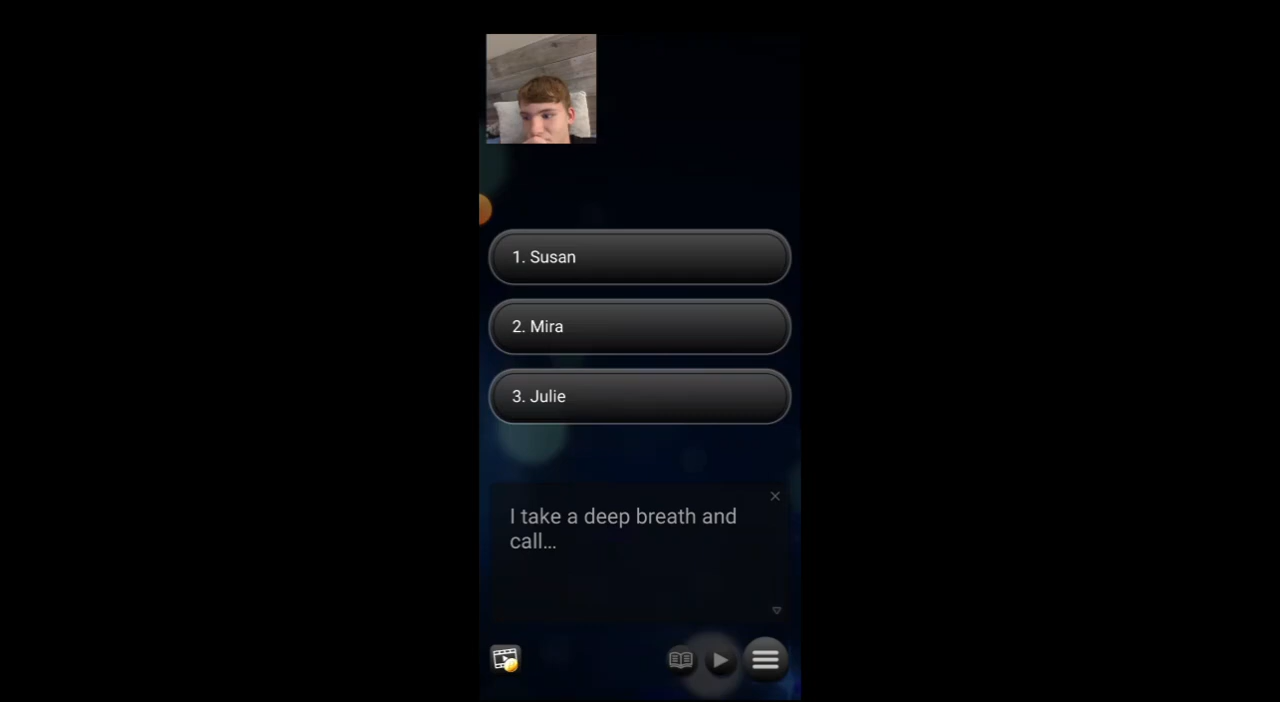 1. Susan
2. Mira
3. Julie
I take a deep breath and
call...